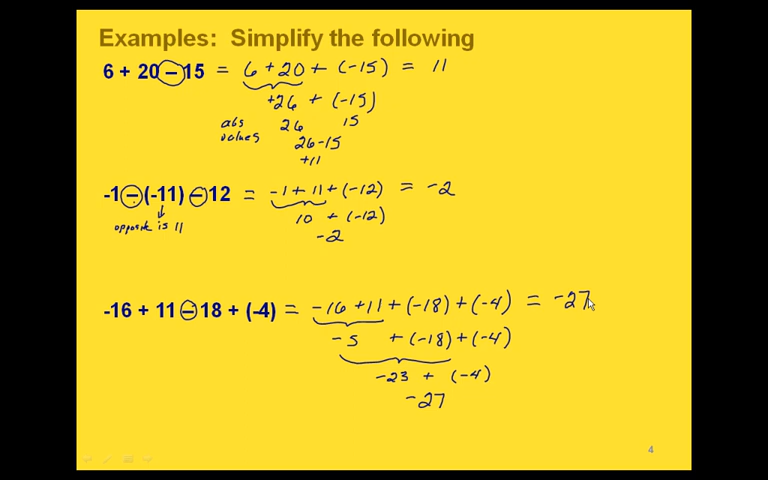 Examples: Simplify the following
6 + 20 – 15 = 6 + 20 + (-15) = 11
+26 + (-15)
abs values 26 15
26-15
+11
-1 – (-11) – 12 = -1 + 11 + (-12) = -2
opposite is 11 10 + (-12)
-2
-16 + 11 – 18 + (-4) = -16 + 11 + (-18) + (-4) = -27
-5 + (-18) + (-4)
-23 + (-4)
-27
4